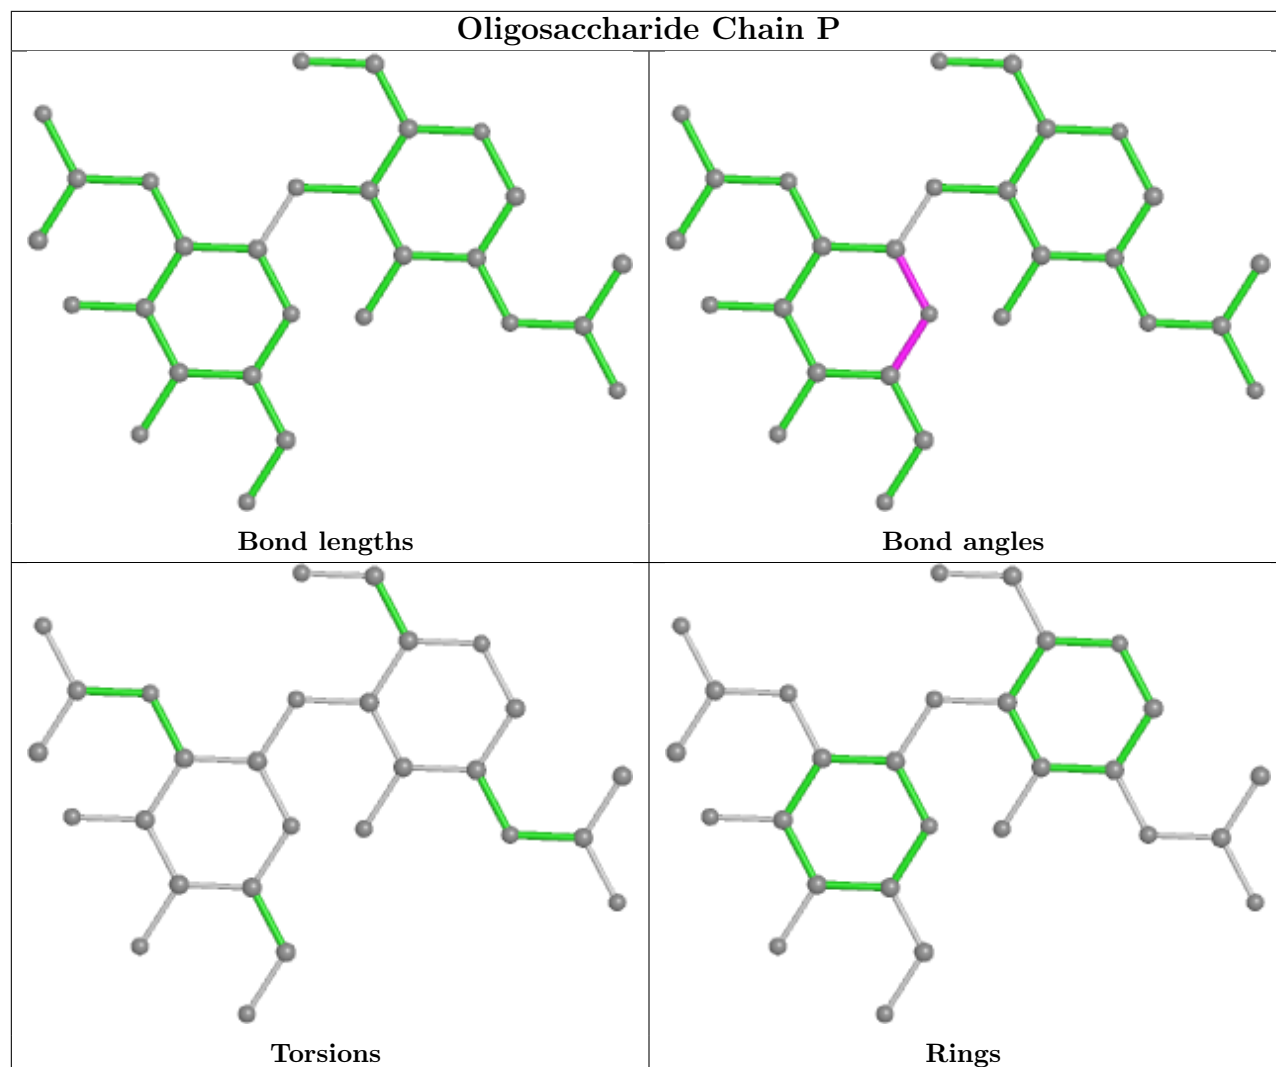 Oligosaccharide Chain P
Bond lengths
Bond angles
Torsions
Rings